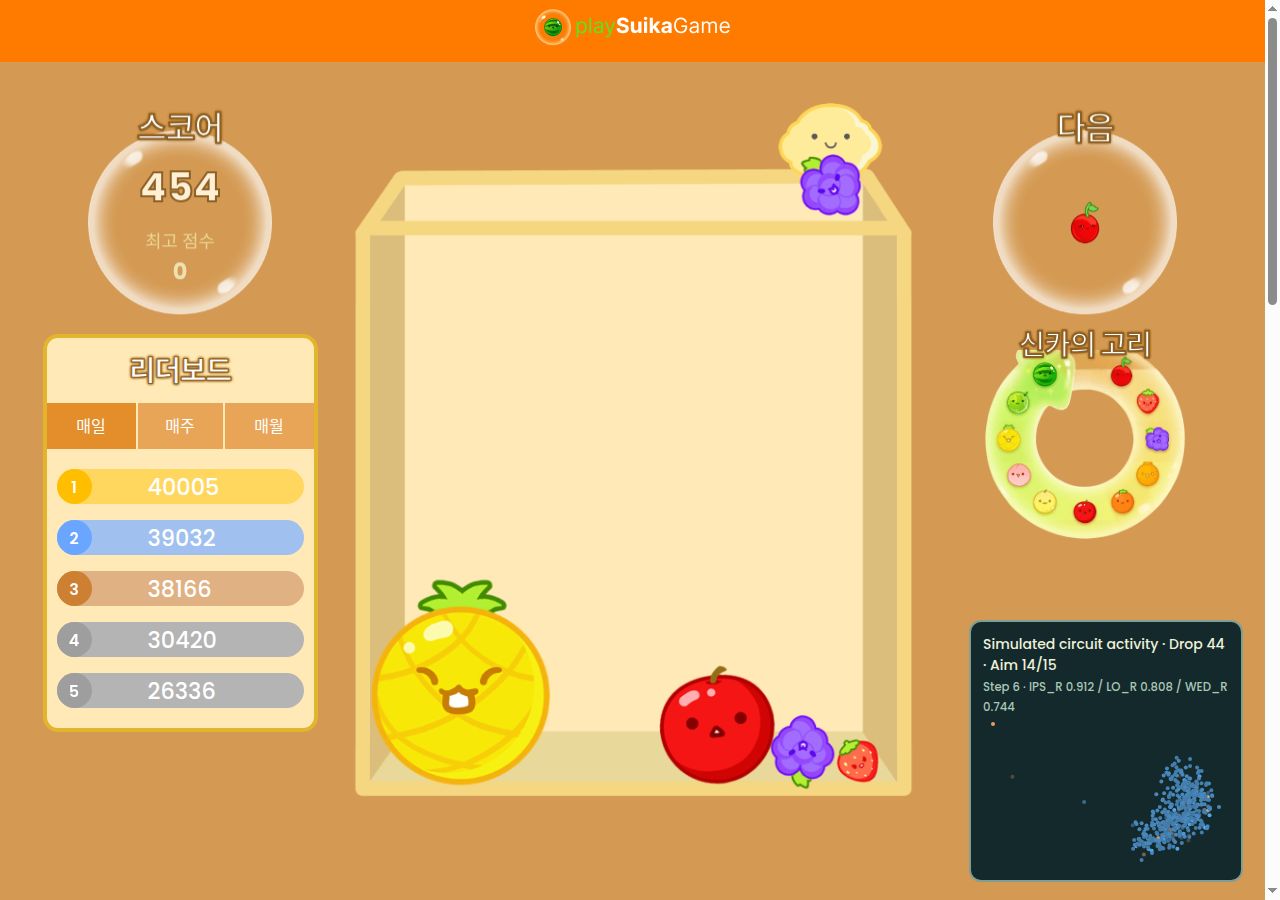 playSuikaGame
스코어
454
최고 점수
0
다음
신카의 고리
리더보드
매일 매주 매월
1 40005
2 39032
3 38166
4 30420
5 26336
Simulated circuit activity · Drop 44
· Aim 14/15
Step 6 · IPS_R 0.912 / LO_R 0.808 / WED_R
0.744